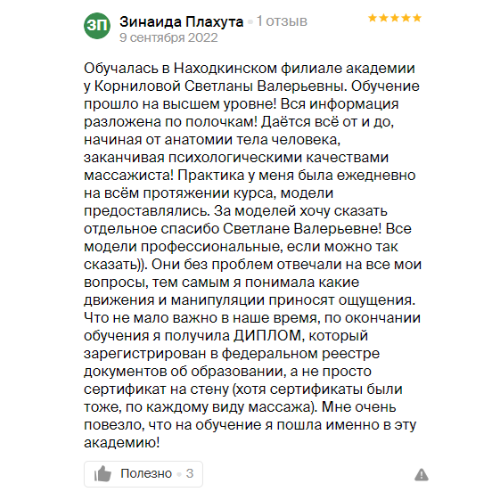 ЗП Зинаида Плахута • 1 отзыв
9 сентября 2022
Обучалась в Находкинском филиале академии
у Корниловой Светланы Валерьевны. Обучение
прошло на высшем уровне! Вся информация
разложена по полочкам! Даётся всё от и до,
начиная от анатомии тела человека,
заканчивая психологическими качествами
массажиста! Практика у меня была ежедневно
на всём протяжении курса, модели
предоставлялись. За моделей хочу сказать
отдельное спасибо Светлане Валерьевне! Все
модели профессиональные, если можно так
сказать)). Они без проблем отвечали на все мои
вопросы, тем самым я понимала какие
движения и манипуляции приносят ощущения.
Что не мало важно в наше время, по окончании
обучения я получила ДИПЛОМ, который
зарегистрирован в федеральном реестре
документов об образовании, а не просто
сертификат на стену (хотя сертификаты были
тоже, по каждому виду массажа). Мне очень
повезло, что на обучение я пошла именно в эту
академию!
Полезно • 3